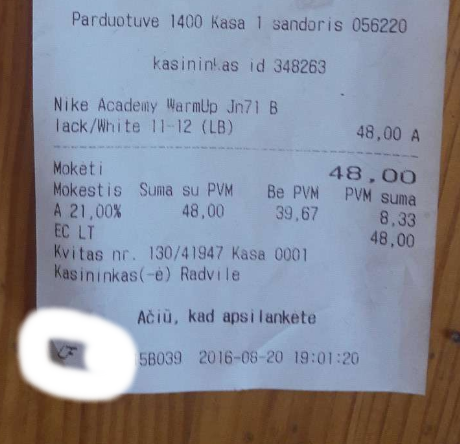 Parduotuve 1400 Kasa 1 sandoris 056220
kasininkas id 348263
Nike Academy WarmUp Jn71 B
lack/White 11-12 (LB) 48,00 A
Mokėti 48,00
Mokestis Suma su PVM Be PVM PVM suma
A 21,00% 48,00 39,67 8,33
EC LT 48,00
Kvitas nr. 130/41947 Kasa 0001
Kasininkas(-ė) Radvile
Ačiū, kad apsilankėte
5B039 2016-08-20 19:01:20